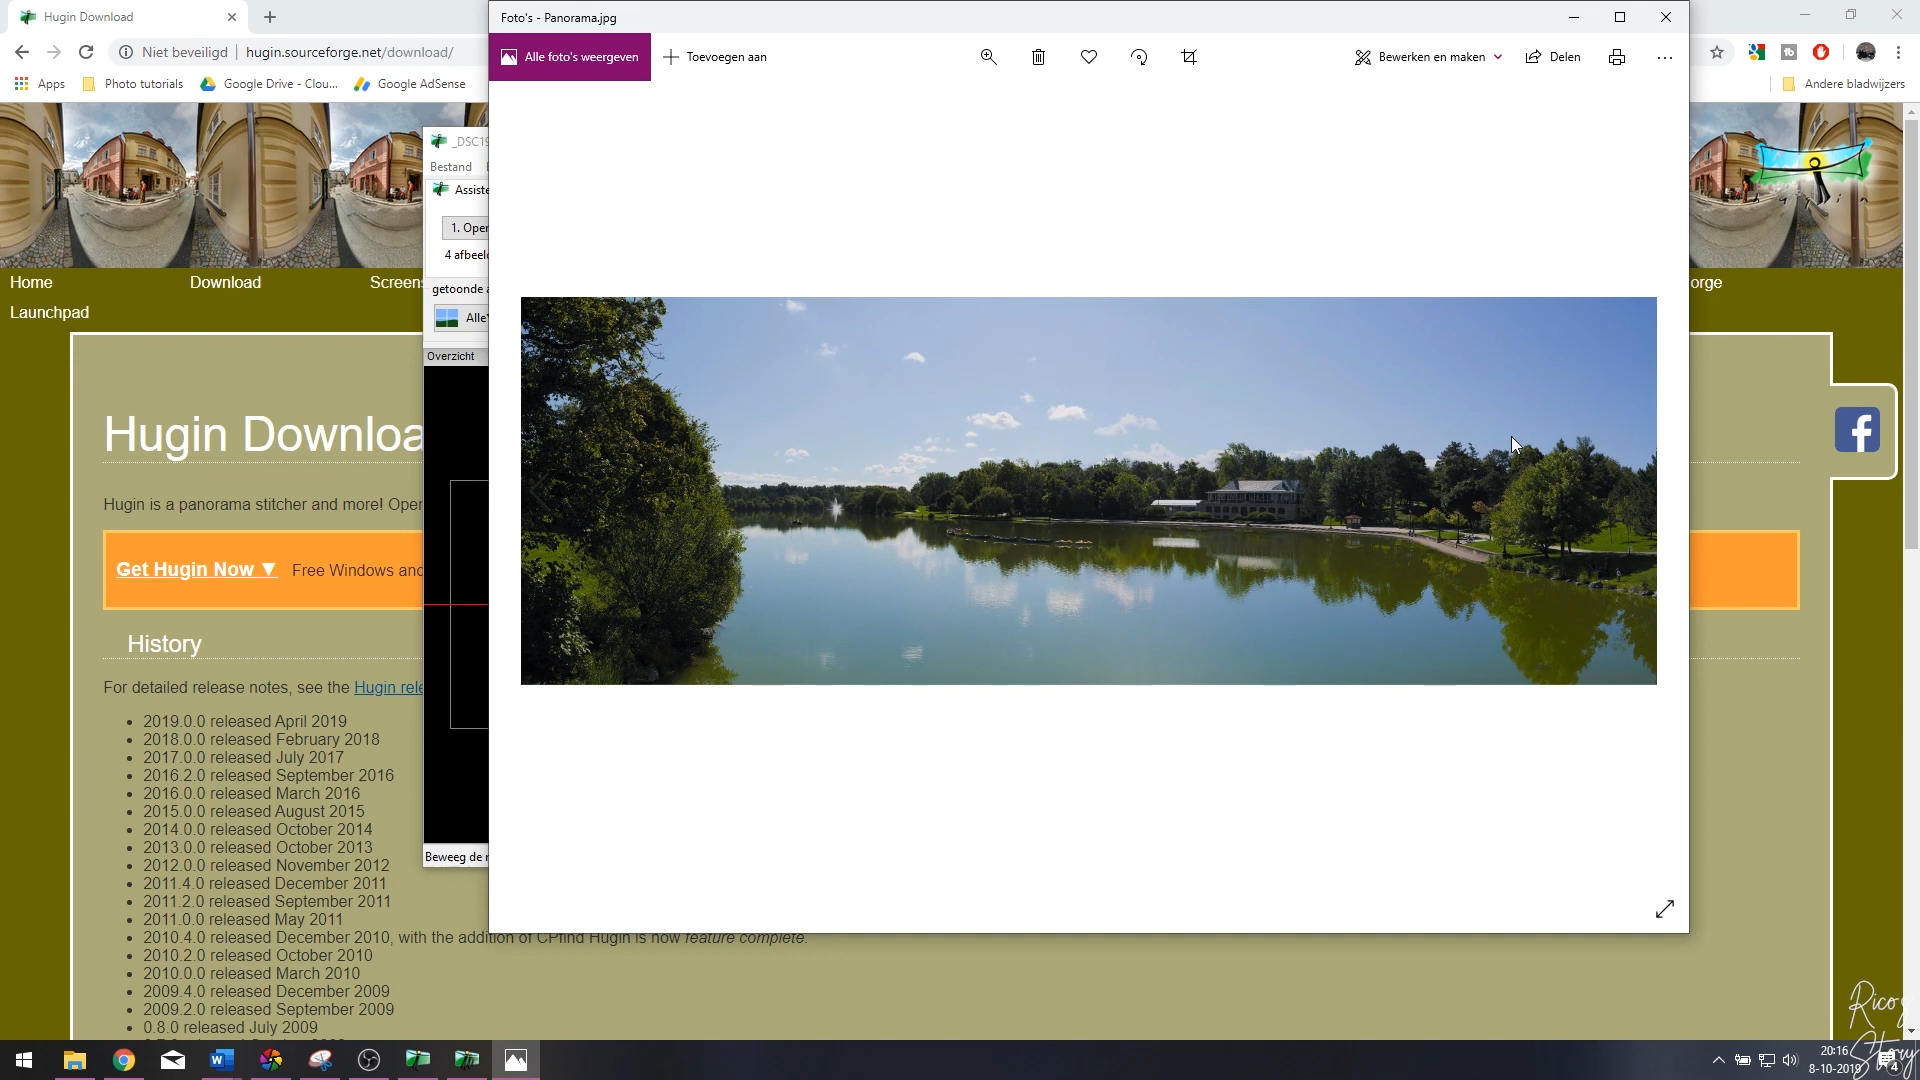 Hugin Download
Niet beveiligd | hugin.sourceforge.net/download/
Apps Photo tutorials Google Drive - Clou... Google AdSense
Andere bladwijzers
Foto's - Panorama.jpg
Alle foto's weergeven
Toevoegen aan
Bewerken en maken
Delen
_DSC19
Bestand
Assiste
1. Oper
4 afbeel
getoonde
Alle
Overzicht
Beweeg de
Home Download Screen orge
Launchpad
Hugin Downloa
Hugin is a panorama stitcher and more! Oper
Get Hugin Now ▼ Free Windows and
History
For detailed release notes, see the Hugin rele
• 2019.0.0 released April 2019
• 2018.0.0 released February 2018
• 2017.0.0 released July 2017
• 2016.2.0 released September 2016
• 2016.0.0 released March 2016
• 2015.0.0 released August 2015
• 2014.0.0 released October 2014
• 2013.0.0 released October 2013
• 2012.0.0 released November 2012
• 2011.4.0 released December 2011
• 2011.2.0 released September 2011
• 2011.0.0 released May 2011
• 2010.4.0 released December 2010, with the addition of CPfind Hugin is now feature complete.
• 2010.2.0 released October 2010
• 2010.0.0 released March 2010
• 2009.4.0 released December 2009
• 2009.2.0 released September 2009
• 0.8.0 released July 2009
20:16
8-10-2019
4
Rico's
Story